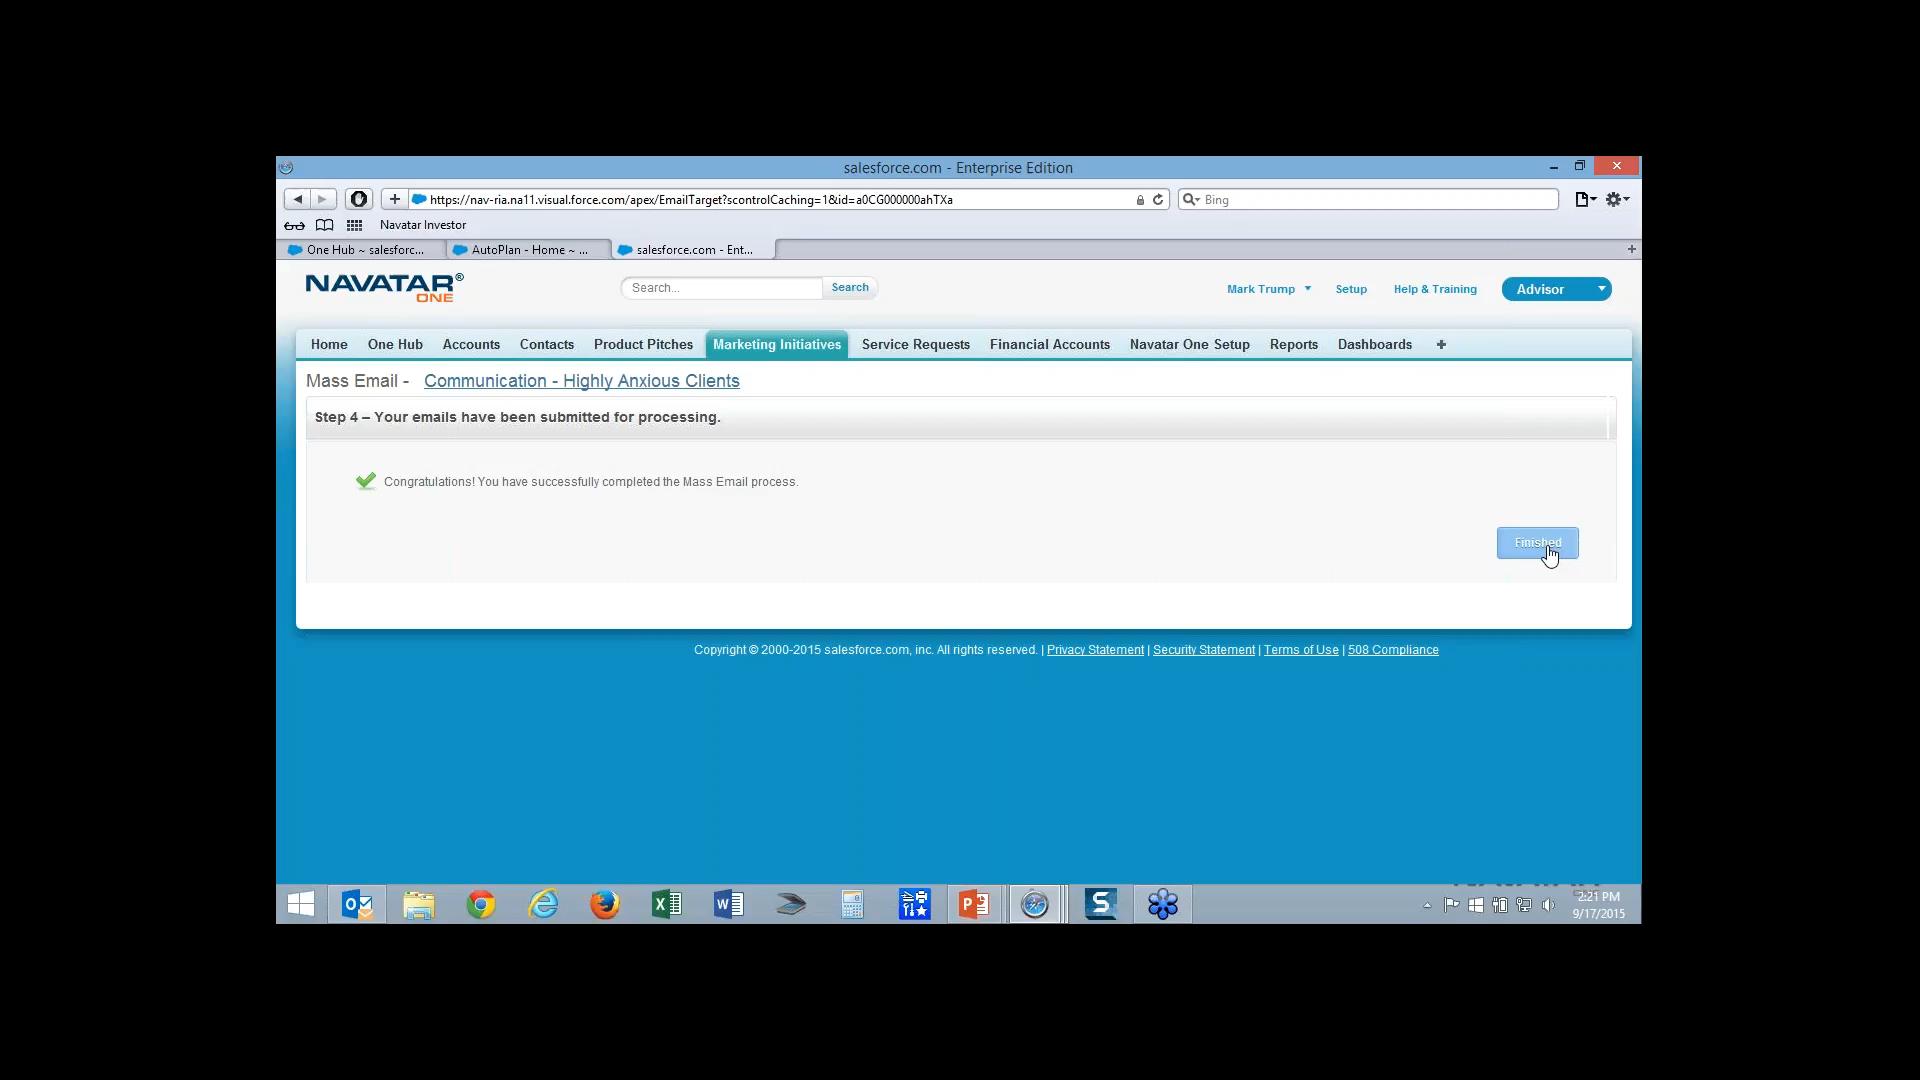 salesforce.com - Enterprise Edition
https://nav-ria.na11.visual.force.com/apex/EmailTarget?scontrolCaching=1&id=a0CG000000ahTXa
Bing
Navatar Investor
One Hub ~ salesforc...
AutoPlan - Home ~ ...
salesforce.com - Ent...
NAVATAR®
ONE
Search...
Search
Mark Trump
Setup
Help & Training
Advisor
Home
One Hub
Accounts
Contacts
Product Pitches
Marketing Initiatives
Service Requests
Financial Accounts
Navatar One Setup
Reports
Dashboards
Mass Email - Communication - Highly Anxious Clients
Step 4 – Your emails have been submitted for processing.
Congratulations! You have successfully completed the Mass Email process.
Finished
Copyright © 2000-2015 salesforce.com, inc. All rights reserved. | Privacy Statement | Security Statement | Terms of Use | 508 Compliance
2:21 PM
9/17/2015